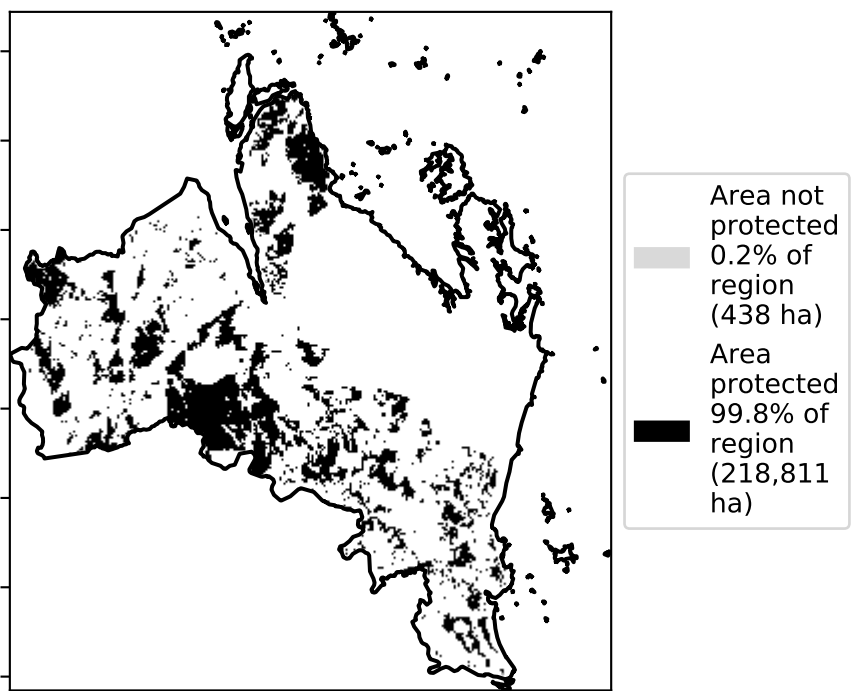 Area not
protected
0.2% of
region
(438 ha)
Area
protected
99.8% of
region
(218,811
ha)